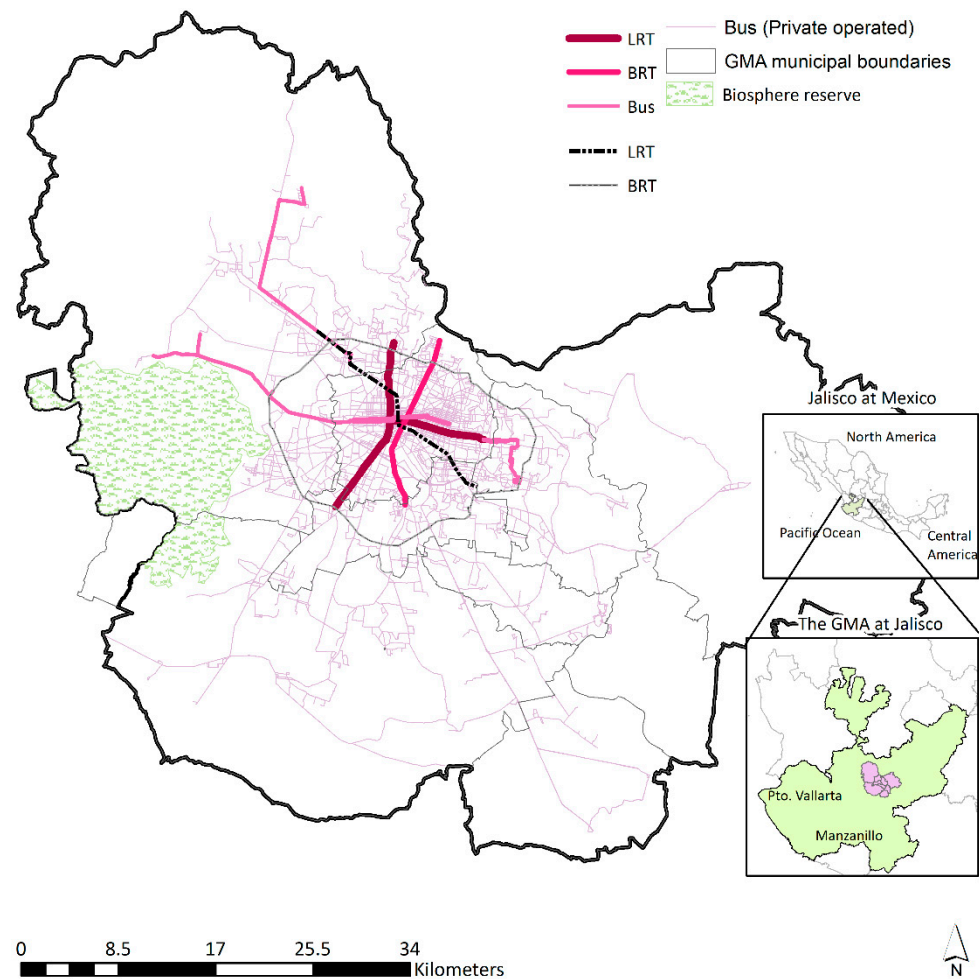 LRT
BRT
Bus
LRT
BRT
Bus (Private operated)
GMA municipal boundaries
Biosphere reserve
Jalisco at Mexico
North America
Pacific Ocean
Central
America
The GMA at Jalisco
Pto. Vallarta
Manzanillo
0 8.5 17 25.5 34
Kilometers
N